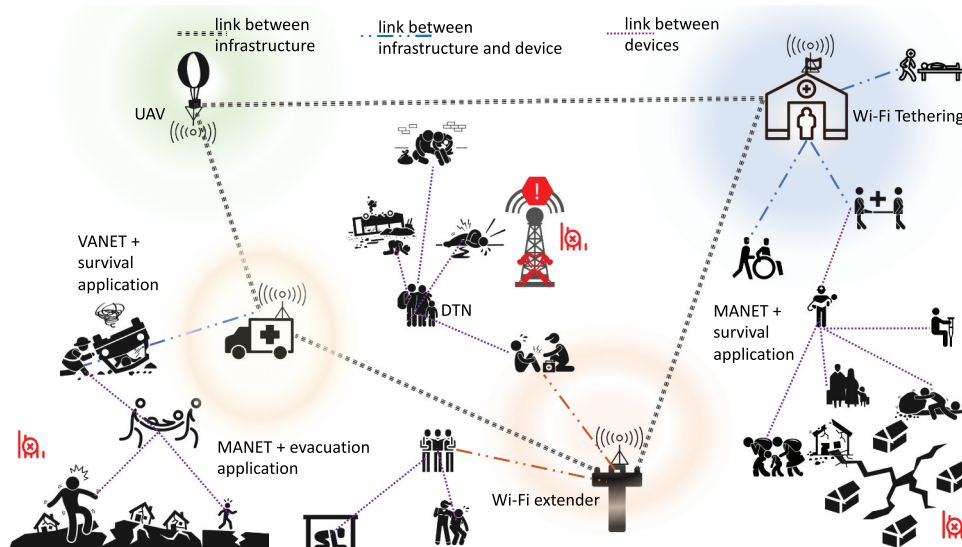 link between
infrastructure
link between
infrastructure and device
link between
devices
UAV
Wi-Fi Tethering
VANET +
survival
application
DTN
MANET +
survival
application
MANET + evacuation
application
Wi-Fi extender